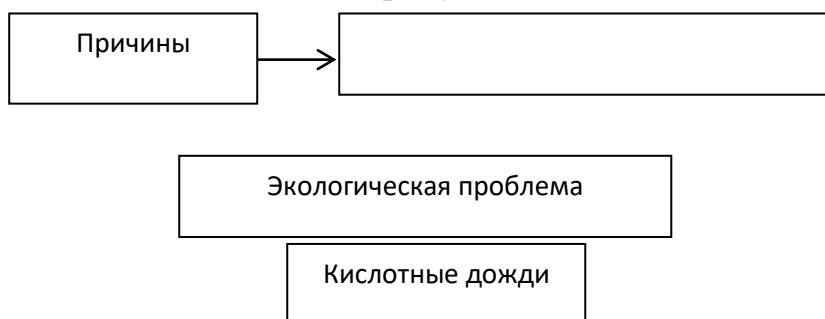 Причины
Экологическая проблема
Кислотные дожди